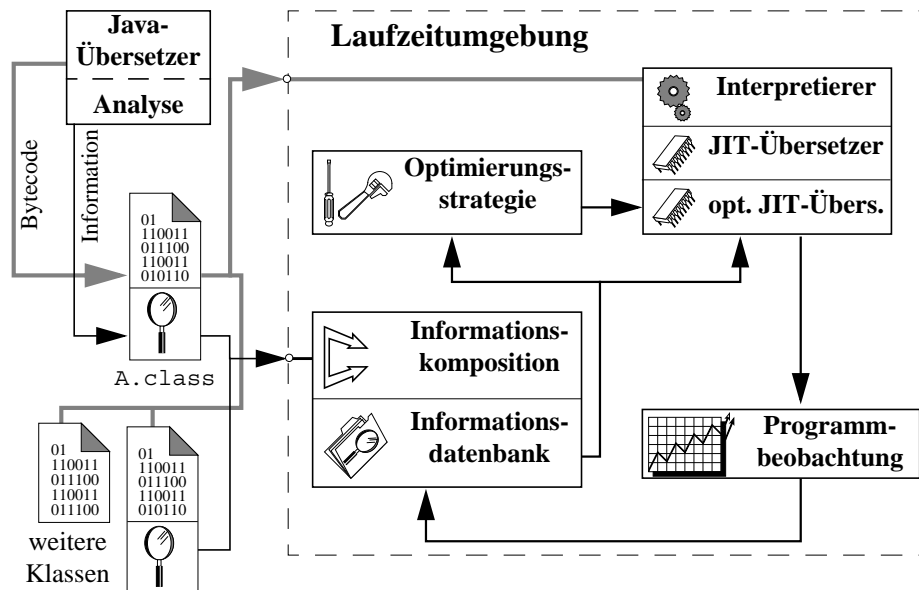 Java-
Übersetzer
Analyse
Bytecode
Information
01
110011
011100
110011
010110
A.class
01
110011
011100
110011
011100
01
110011
011100
110011
010110
weitere
Klassen
Laufzeitumgebung
Interpretierer
JIT-Übersetzer
opt. JIT-Übers.
Optimierungs-
strategie
Informations-
komposition
Informations-
datenbank
Programm-
beobachtung